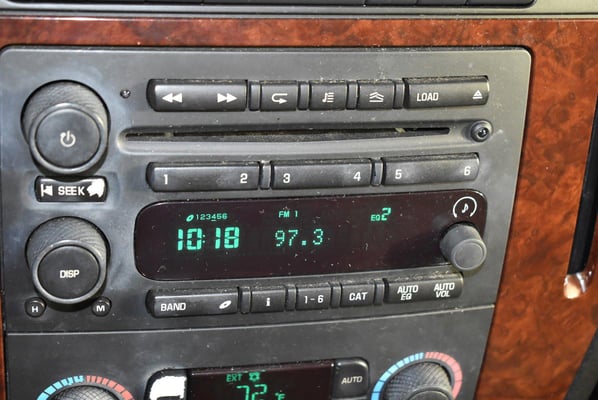 LOAD
1 2 3 4 5 6
SEEK
123456 FM 1 EQ2
10:18 97.3
DISP
H M
BAND i 1-6 CAT AUTO EQ AUTO VOL
EXT
72 °F AUTO